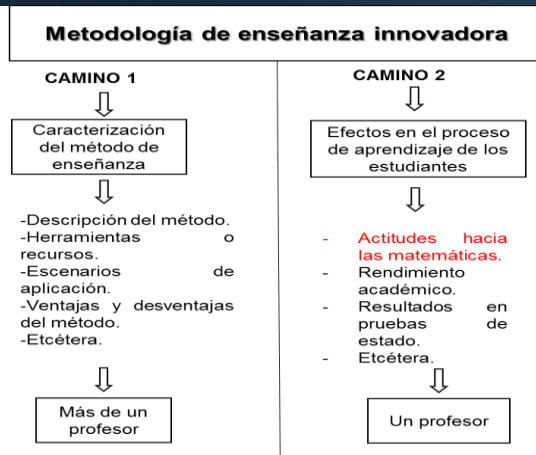 Metodología de enseñanza innovadora
CAMINO 1
Caracterización
del método de
enseñanza
-Descripción del método.
-Herramientas o
recursos.
-Escenarios de
aplicación.
-Ventajas y desventajas
del método.
-Etcétera.
Más de un
profesor
CAMINO 2
Efectos en el proceso
de aprendizaje de los
estudiantes
- Actitudes hacia
las matemáticas.
- Rendimiento
académico.
- Resultados en
pruebas de
estado.
- Etcétera.
Un profesor